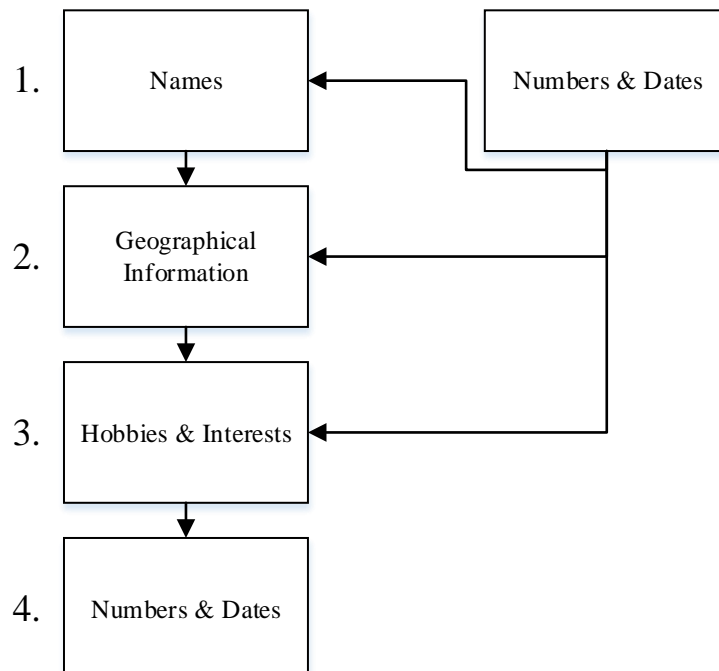 1.
Names
Numbers & Dates
2.
Geographical
Information
3.
Hobbies & Interests
4.
Numbers & Dates